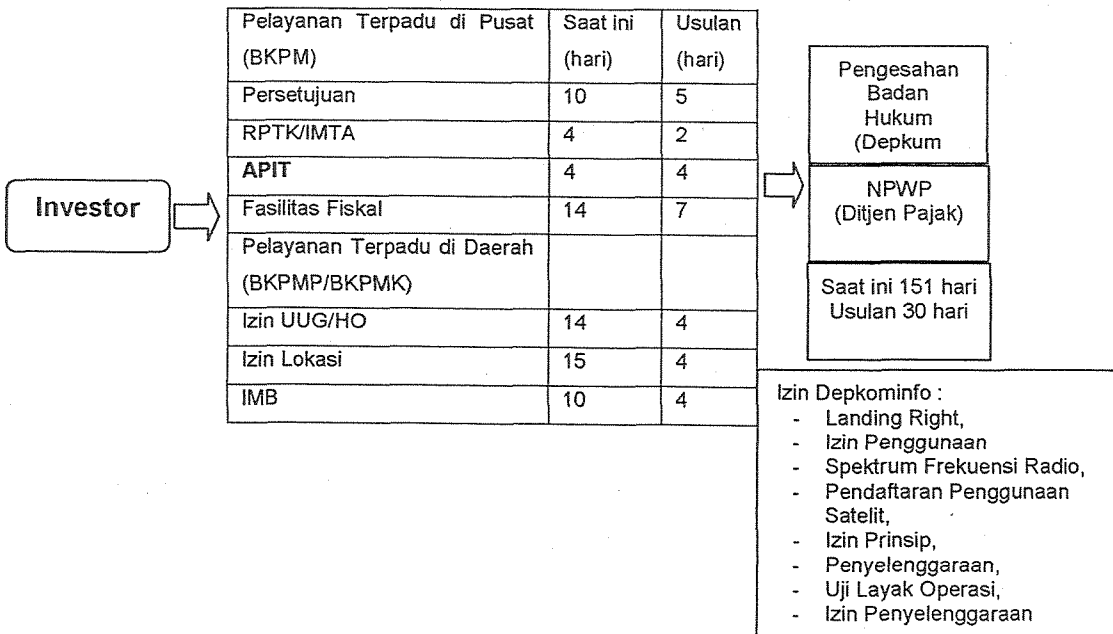 Investor
Pelayanan Terpadu di Pusat
(BKPM)
Saat ini
(hari)
Usulan
(hari)
Persetujuan 10 5
RPTK/IMTA 4 2
APIT 4 4
Fasilitas Fiskal 14 7
Pelayanan Terpadu di Daerah
(BKPMP/BKPMK)
Izin UUG/HO 14 4
Izin Lokasi 15 4
IMB 10 4
Pengesahan
Badan
Hukum
(Depkum
NPWP
(Ditjen Pajak)
Saat ini 151 hari
Usulan 30 hari
Izin Depkominfo :
- Landing Right,
- Izin Penggunaan
- Spektrum Frekuensi Radio,
- Pendaftaran Penggunaan
Satelit,
- Izin Prinsip,
- Penyelenggaraan,
- Uji Layak Operasi,
- Izin Penyelenggaraan